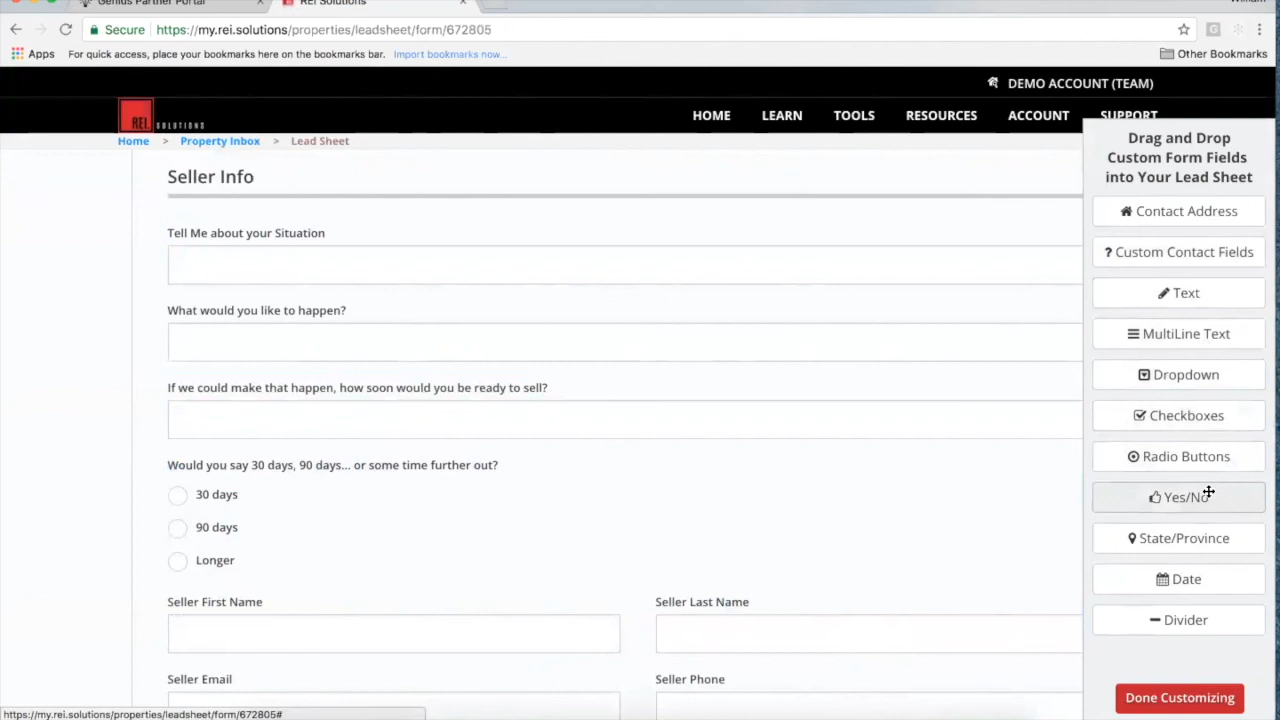 Genius Partner Portal
REI Solutions
William
Secure https://my.rei.solutions/properties/leadsheet/form/672805
Apps For quick access, place your bookmarks here on the bookmarks bar. Import bookmarks now... Other Bookmarks
DEMO ACCOUNT (TEAM)
REI SOLUTIONS
HOME LEARN TOOLS RESOURCES ACCOUNT SUPPORT
Home > Property Inbox > Lead Sheet
Seller Info
Tell Me about your Situation
What would you like to happen?
If we could make that happen, how soon would you be ready to sell?
Would you say 30 days, 90 days... or some time further out?
30 days
90 days
Longer
Seller First Name Seller Last Name
Seller Email Seller Phone
Drag and Drop
Custom Form Fields
into Your Lead Sheet
Contact Address
? Custom Contact Fields
Text
MultiLine Text
Dropdown
Checkboxes
Radio Buttons
Yes/No
State/Province
Date
Divider
Done Customizing
https://my.rei.solutions/properties/leadsheet/form/672805#